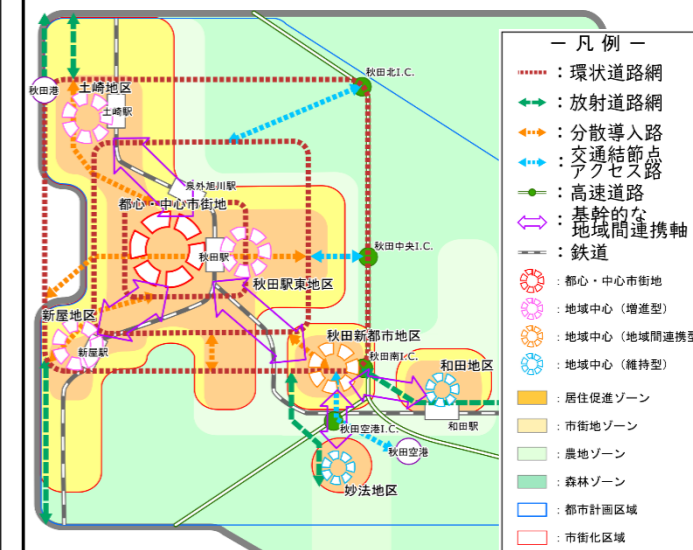 秋田北I.C.
土崎地区
秋田港
土崎駅
泉外旭川駅
都心・中心市街地
秋田駅
秋田中央I.C.
秋田駅東地区
新屋地区
新屋駅
秋田新都市地区
秋田南I.C.
和田地区
和田駅
秋田空港I.C.
秋田空港
妙法地区
－ 凡 例 －
：環状道路網
：放射道路網
：分散導入路
：交通結節点
アクセス路
：高速道路
：基幹的な
地域間連携軸
：鉄道
：都心・中心市街地
：地域中心（増進型）
：地域中心（地域間連携型
：地域中心（維持型）
：居住促進ゾーン
：市街地ゾーン
：農地ゾーン
：森林ゾーン
：都市計画区域
：市街化区域